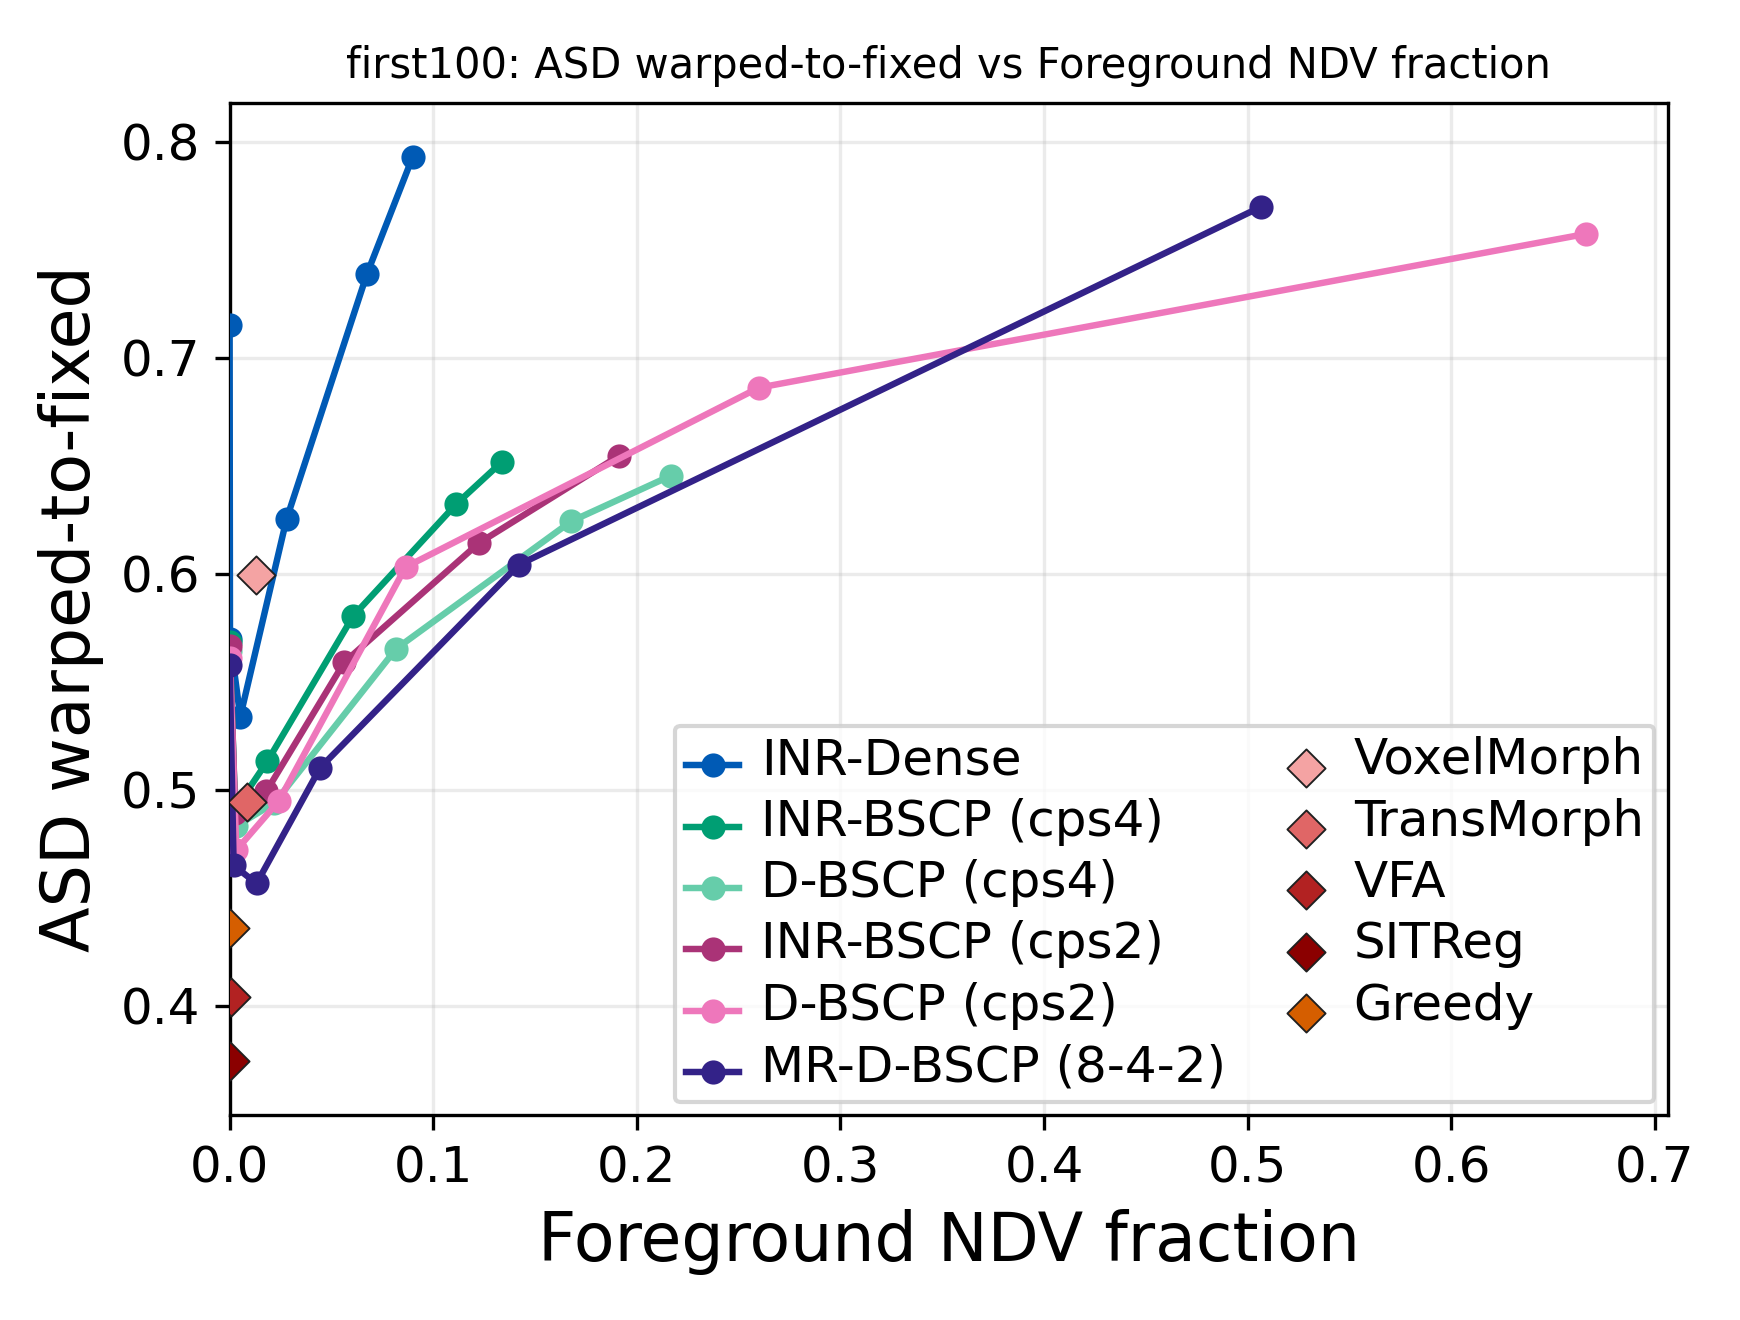 first100: ASD warped-to-fixed vs Foreground NDV fraction
ASD warped-to-fixed
0.8
0.7
0.6
0.5
0.4
INR-Dense
INR-BSCP (cps4)
D-BSCP (cps4)
INR-BSCP (cps2)
D-BSCP (cps2)
MR-D-BSCP (8-4-2)
VoxelMorph
TransMorph
VFA
SITReg
Greedy
0.0 0.1 0.2 0.3 0.4 0.5 0.6 0.7
Foreground NDV fraction